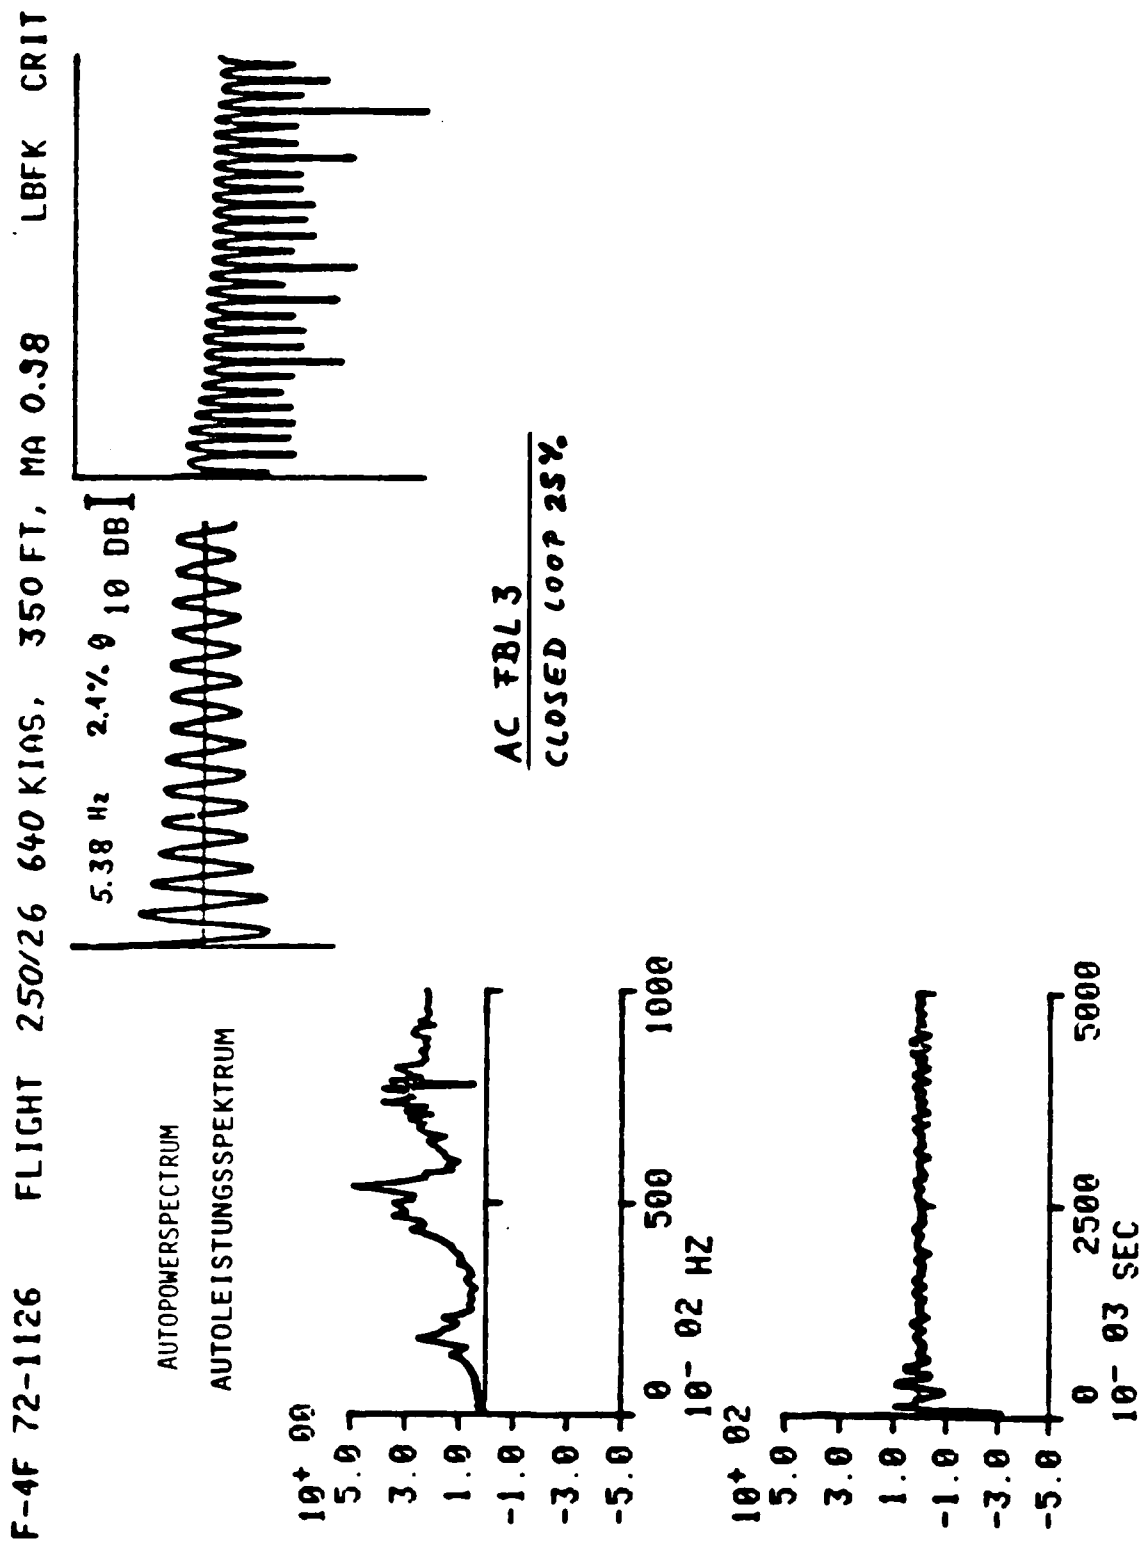 F-4F 72-1126 FLIGHT 250/26 640 KIAS, 350 FT, MA 0.98 LBFK CRIT
5.38 Hz 2.4%
10 DB
AUTOPOWERSPECTRUM
AUTOLEISTUNGSSPEKTRUM
AC FBL 3
CLOSED LOOP 25%
10+ 00
5.0
3.0
1.0
-1.0
-3.0
-5.0
0 500 1000
10- 02 HZ
10+ 02
5.0
3.0
1.0
-1.0
-3.0
-5.0
0 2500 5000
10- 03 SEC